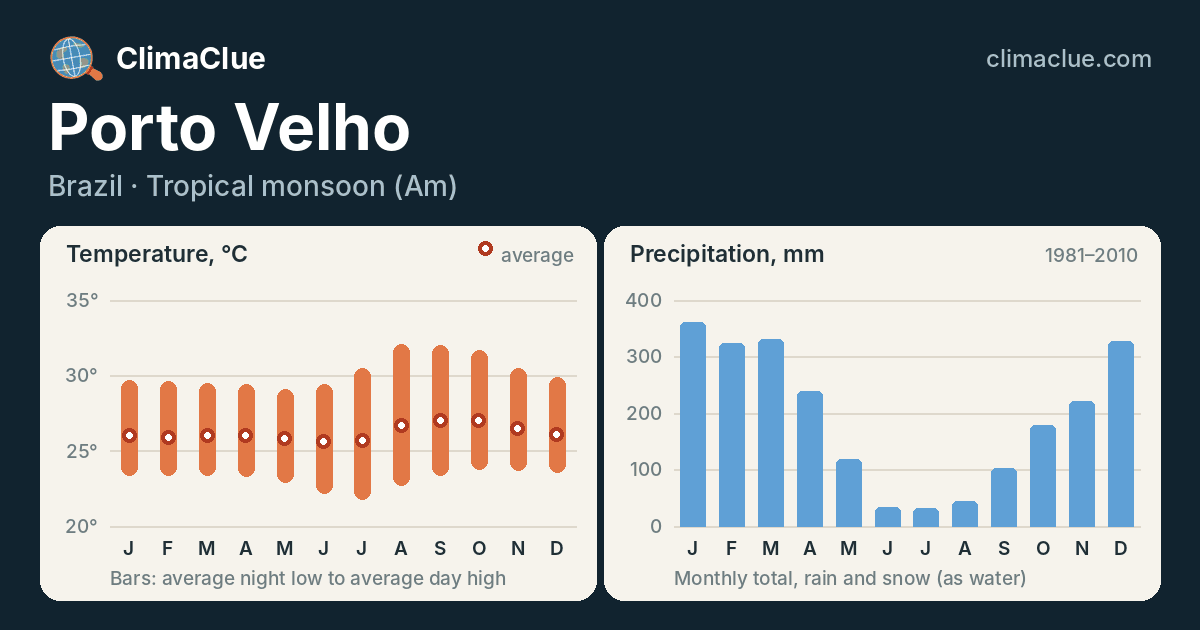 ClimaClue
climaclue.com
Porto Velho
Brazil · Tropical monsoon (Am)
Temperature, °C
average
35°
30°
25°
20°
J F M A M J J A S O N D
Bars: average night low to average day high
Precipitation, mm
1981–2010
400
300
200
100
0
J F M A M J J A S O N D
Monthly total, rain and snow (as water)